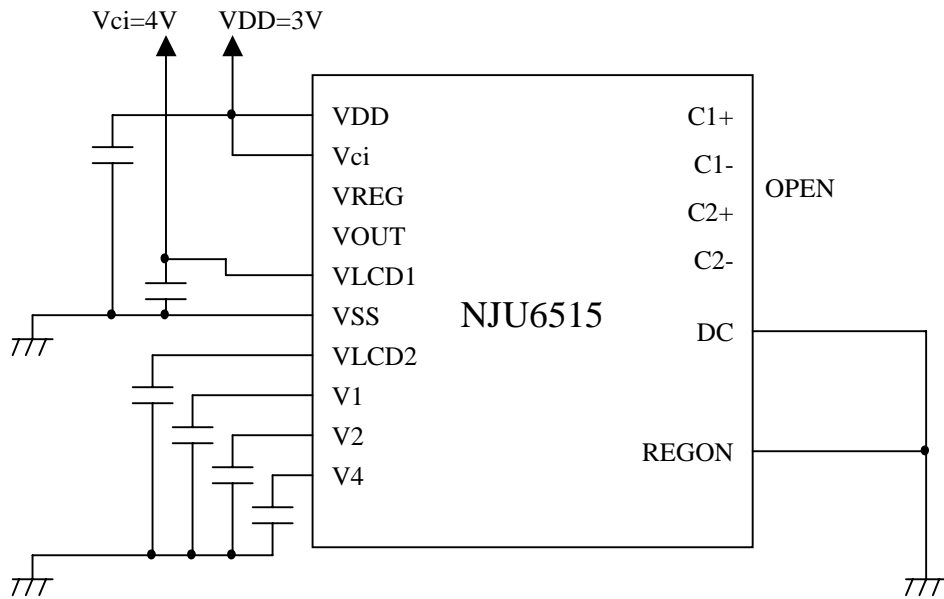 Vci=4V
VDD=3V
VDD
Vci
VREG
VOUT
VLCD1
VSS
VLCD2
V1
V2
V4
NJU6515
C1+
C1-
C2+
C2-
OPEN
DC
REGON